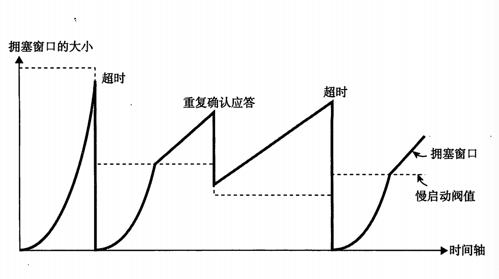 拥塞窗口的大小
超时
重复确认应答
超时
拥塞窗口
慢启动阀值
时间轴